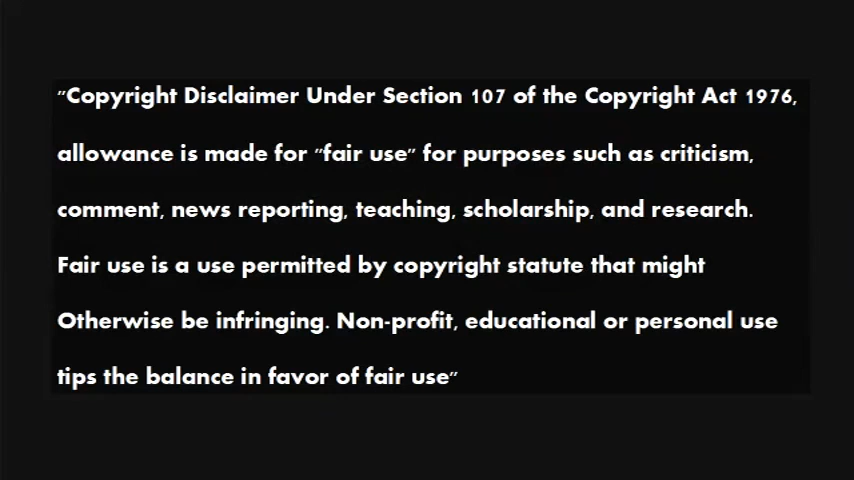 "Copyright Disclaimer Under Section 107 of the Copyright Act 1976,
allowance is made for "fair use" for purposes such as criticism,
comment, news reporting, teaching, scholarship, and research.
Fair use is a use permitted by copyright statute that might
Otherwise be infringing. Non-profit, educational or personal use
tips the balance in favor of fair use"